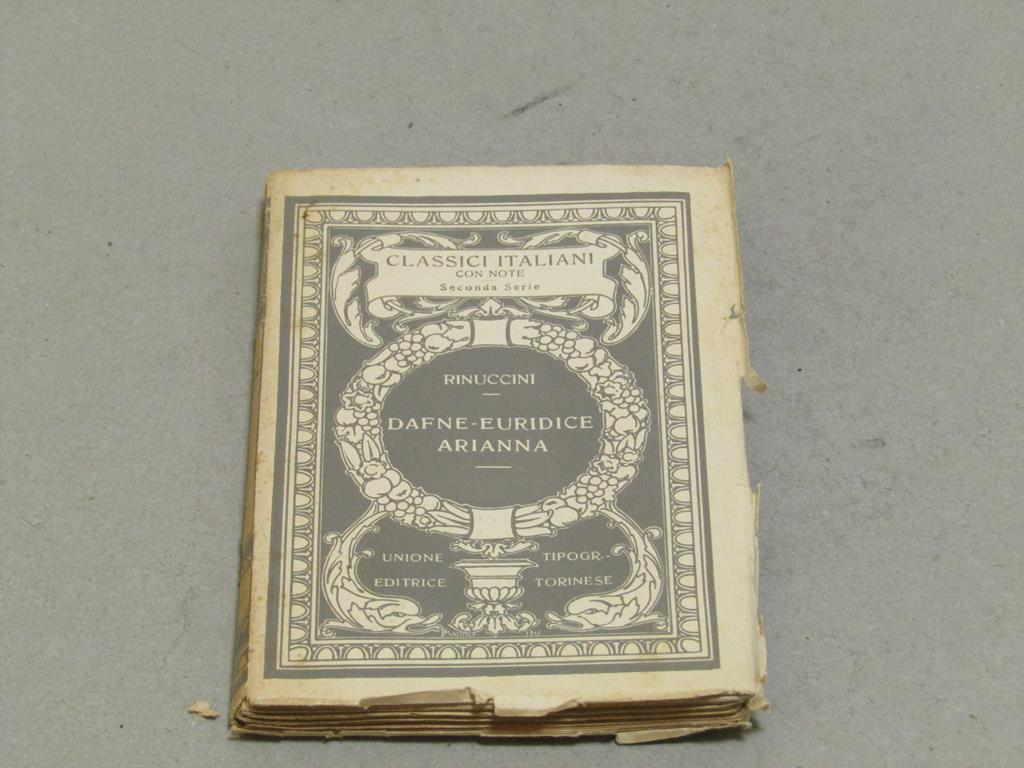 CLASSICI ITALIANI
CON NOTE
Seconda Serie
RINUCCINI
DAFNE-EURIDICE
ARIANNA
UNIONE TIPOGR.-
EDITRICE TORINESE